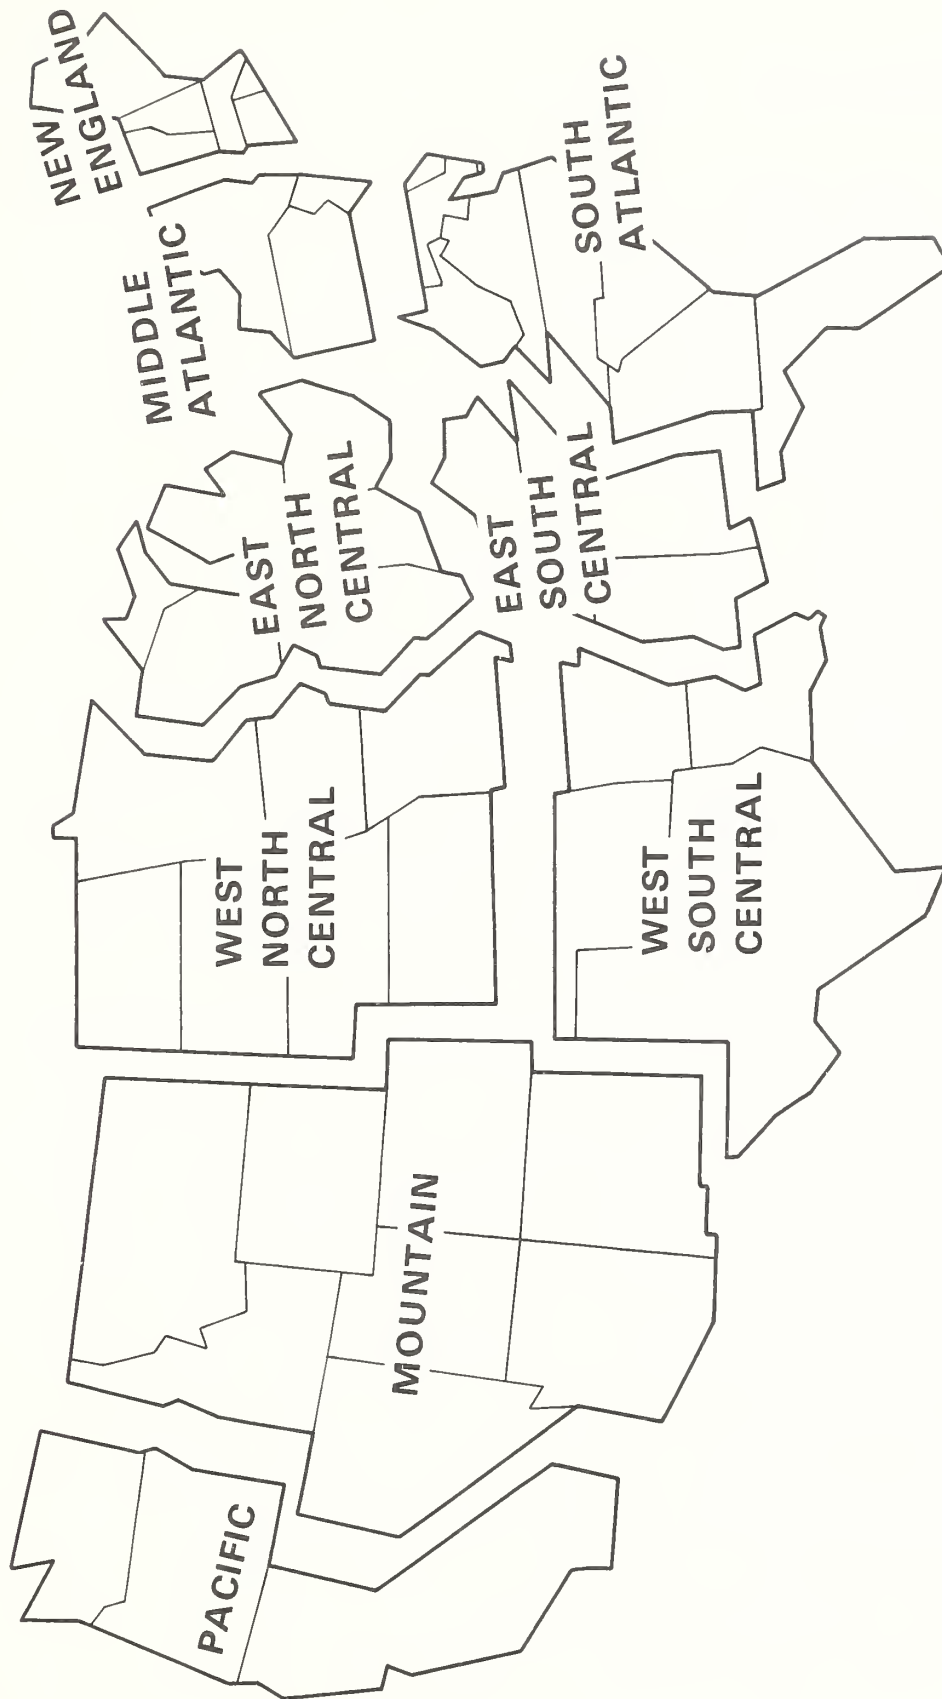 PACIFIC
MOUNTAIN
WEST
NORTH
CENTRAL
WEST
SOUTH
CENTRAL
EAST
NORTH
CENTRAL
EAST
SOUTH
CENTRAL
MIDDLE
ATLANTIC
NEW
ENGLAND
SOUTH
ATLANTIC